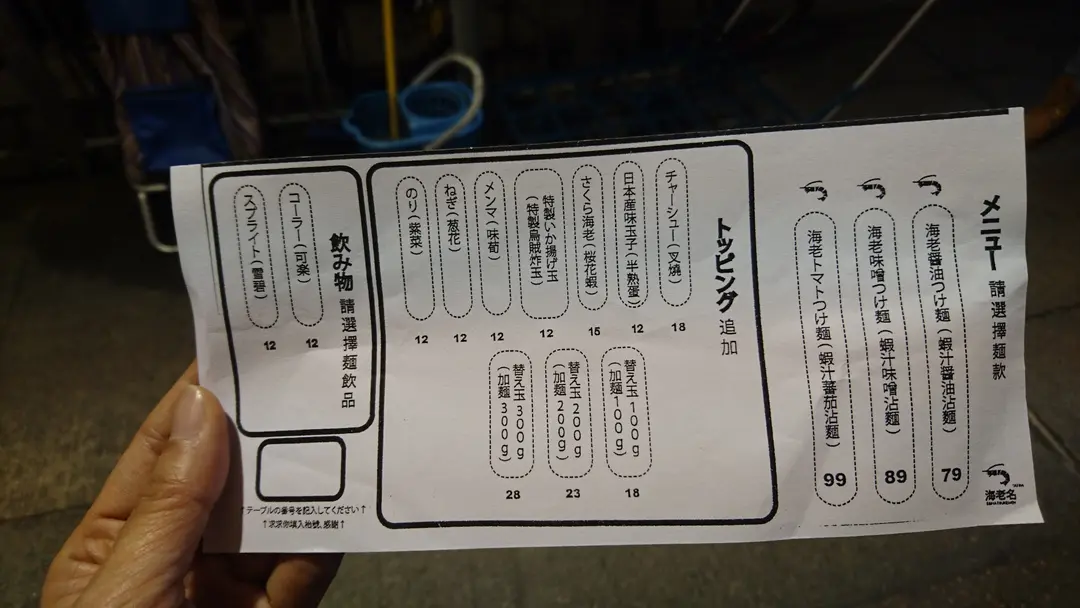 メニュー 請選擇麵款
海老醤油つけ麵(蝦汁醤油沾麵)
79
海老味噌つけ麵(蝦汁味噌沾麵)
89
海老トマトつけ麵(蝦汁蕃茄沾麵)
99
海老名
トッピング 追加
チャーシュー(叉燒)
18
日本産味玉子(半熟蛋)
12
さくら海老(桜花蝦)
15
特製いか揚げ玉
(特製烏賊炸玉)
12
メンマ(味筍)
12
ねぎ(葱花)
12
のり(紫菜)
12
替え玉100g
(加麵100g)
18
替え玉200g
(加麵200g)
23
替え玉300g
(加麵300g)
28
飲み物 請選擇麵飲品
コーラー(可楽)
12
スプライト(雪碧)
12
↑テーブルの番号を記入してください↑
↑求求你填入枱號、感謝↑